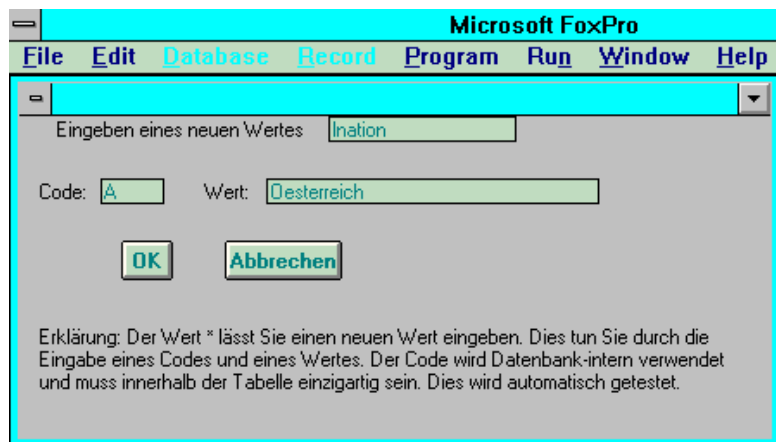 Microsoft FoxPro
File Edit Database Record Program Run Window Help
Eingeben eines neuen Wertes Ination
Code: A Wert: Oesterreich
OK Abbrechen
Erklärung: Der Wert * lässt Sie einen neuen Wert eingeben. Dies tun Sie durch die
Eingabe eines Codes und eines Wertes. Der Code wird Datenbank-intern verwendet
und muss innerhalb der Tabelle einzigartig sein. Dies wird automatisch getestet.